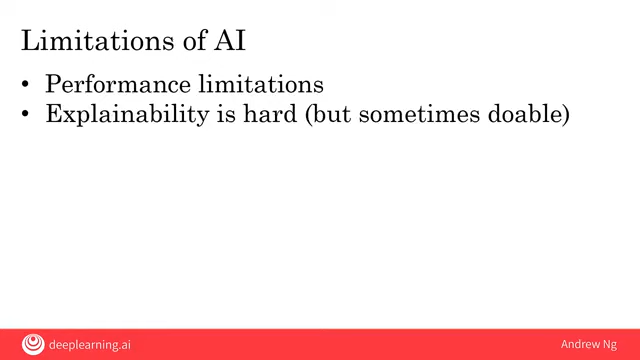 Limitations of AI
• Performance limitations
• Explainability is hard (but sometimes doable)
deeplearning.ai
Andrew Ng